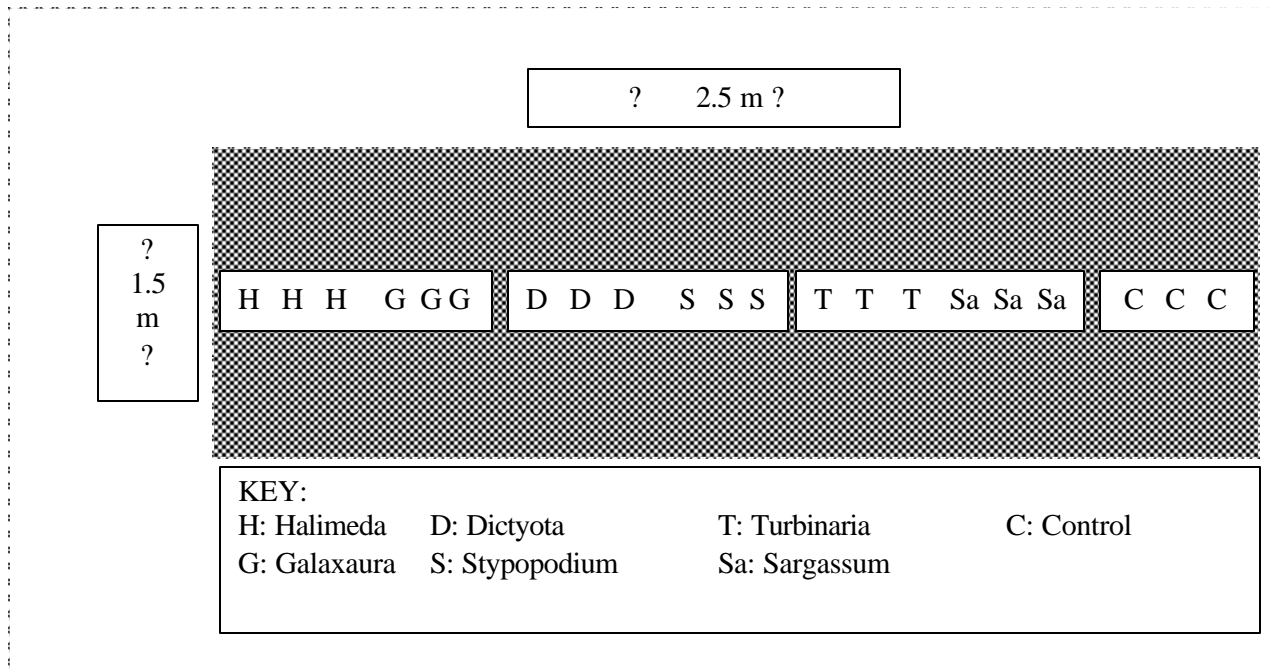 ? 2.5 m ?
?
1.5
m
?
H H H G G G
D D D S S S
T T T Sa Sa Sa
C C C
KEY:
H: Halimeda D: Dictyota T: Turbinaria C: Control
G: Galaxaura S: Stypopodium Sa: Sargassum